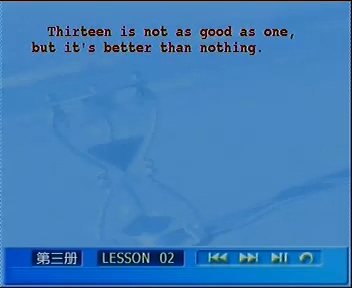 Thirteen is not as good as one,
but it's better than nothing.
第三册 LESSON 02